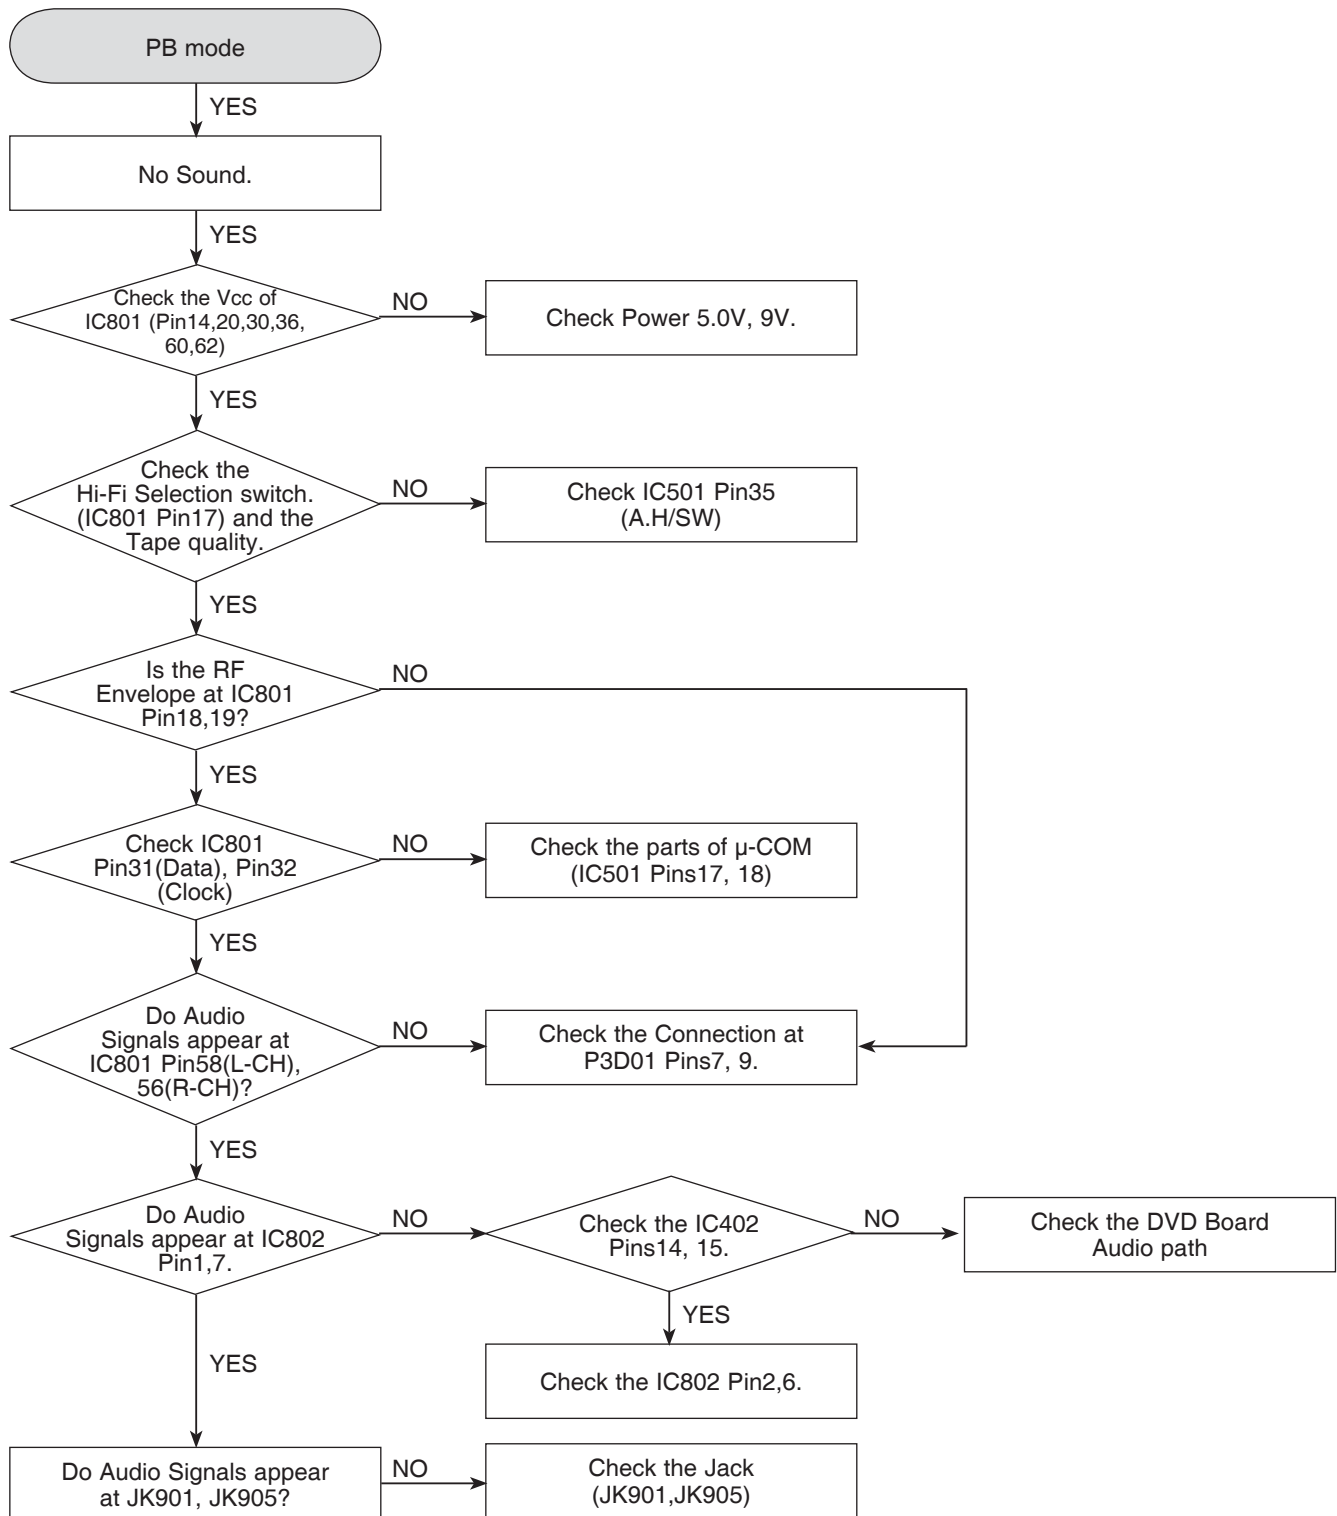 PB mode
YES
No Sound.
YES
Check the Vcc of
IC801 (Pin14,20,30,36,
60,62)
NO
Check Power 5.0V, 9V.
YES
Check the
Hi-Fi Selection switch.
(IC801 Pin17) and the
Tape quality.
NO
Check IC501 Pin35
(A.H/SW)
YES
Is the RF
Envelope at IC801
Pin18,19?
NO
YES
Check IC801
Pin31(Data), Pin32
(Clock)
NO
Check the parts of µ-COM
(IC501 Pins17, 18)
YES
Do Audio
Signals appear at
IC801 Pin58(L-CH),
56(R-CH)?
NO
Check the Connection at
P3D01 Pins7, 9.
YES
Do Audio
Signals appear at IC802
Pin1,7.
NO
Check the IC402
Pins14, 15.
NO
Check the DVD Board
Audio path
YES
Check the IC802 Pin2,6.
YES
Do Audio Signals appear
at JK901, JK905?
NO
Check the Jack
(JK901,JK905)